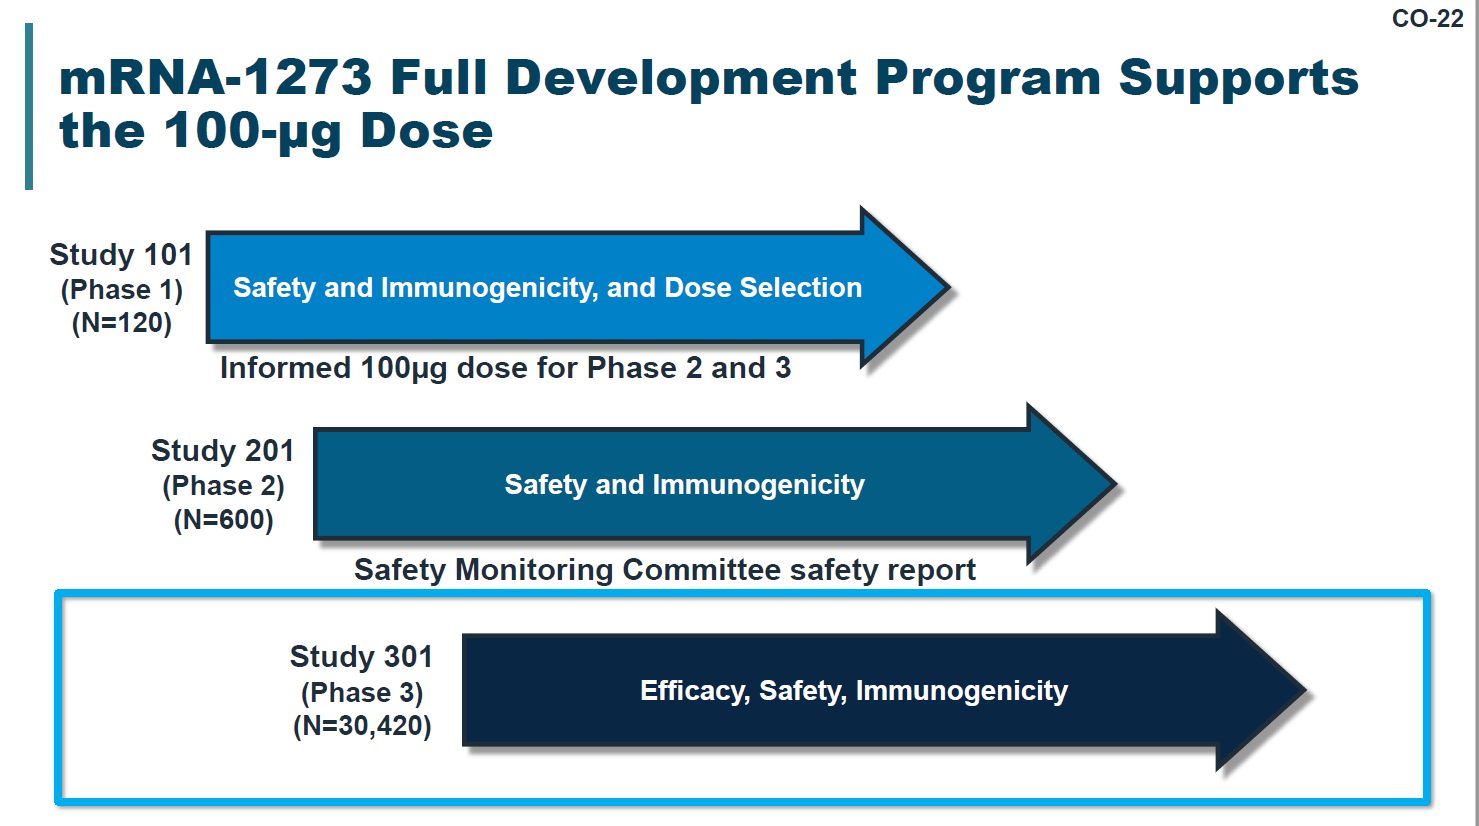 CO-22
mRNA-1273 Full Development Program Supports
the 100-µg Dose
Study 101
(Phase 1)
(N=120)
Safety and Immunogenicity, and Dose Selection
Informed 100µg dose for Phase 2 and 3
Study 201
(Phase 2)
(N=600)
Safety and Immunogenicity
Safety Monitoring Committee safety report
Study 301
(Phase 3)
(N=30,420)
Efficacy, Safety, Immunogenicity